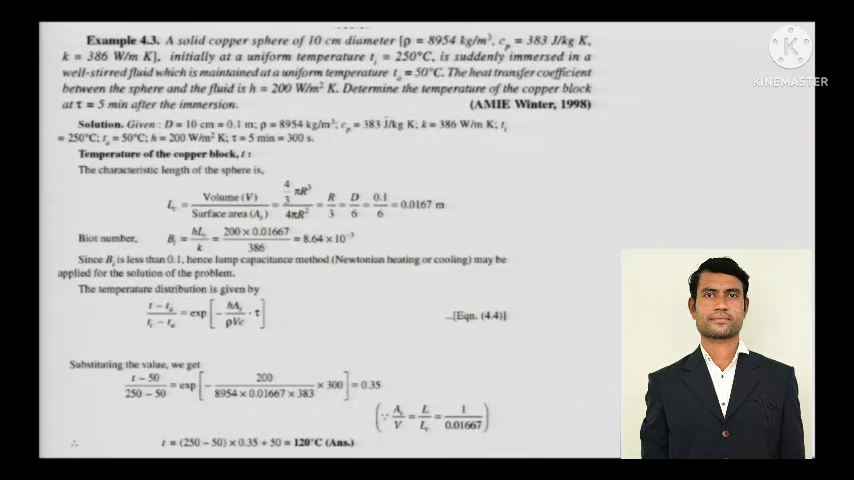 Example 4.3. A solid copper sphere of 10 cm diameter [ρ = 8954 kg/m³, cₚ = 383 J/kg K,
k = 386 W/m K], initially at a uniform temperature tᵢ = 250°C, is suddenly immersed in a
well-stirred fluid which is maintained at a uniform temperature tₐ = 50°C. The heat transfer coefficient
between the sphere and the fluid is h = 200 W/m² K. Determine the temperature of the copper block
at τ = 5 min after the immersion. (AMIE Winter, 1998)
Solution. Given : D = 10 cm = 0.1 m; ρ = 8954 kg/m³; cₚ = 383 J/kg K; k = 386 W/m K; tᵢ
= 250°C; tₐ = 50°C; h = 200 W/m² K; τ = 5 min = 300 s.
Temperature of the copper block, t :
The characteristic length of the sphere is,
L_c = Volume (V) / Surface area (Aₛ) = 4/3 πR³ / 4πR² = R/3 = D/6 = 0.1/6 = 0.0167 m
Biot number, Bᵢ = hL_c / k = 200 × 0.01667 / 386 = 8.64 × 10⁻³
Since Bᵢ is less than 0.1, hence lump capacitance method (Newtonian heating or cooling) may be
applied for the solution of the problem.
The temperature distribution is given by
t – tₐ / tᵢ – tₐ = exp [– hAₛ / ρVc · τ] ...[Eqn. (4.4)]
Substituting the value, we get
t – 50 / 250 – 50 = exp [– 200 / 8954 × 0.01667 × 383 × 300] = 0.35
(∵ Aₛ/V = L/L_c = 1/0.01667)
∴ t = (250 – 50) × 0.35 + 50 = 120°C (Ans.)
K
KINEMASTER